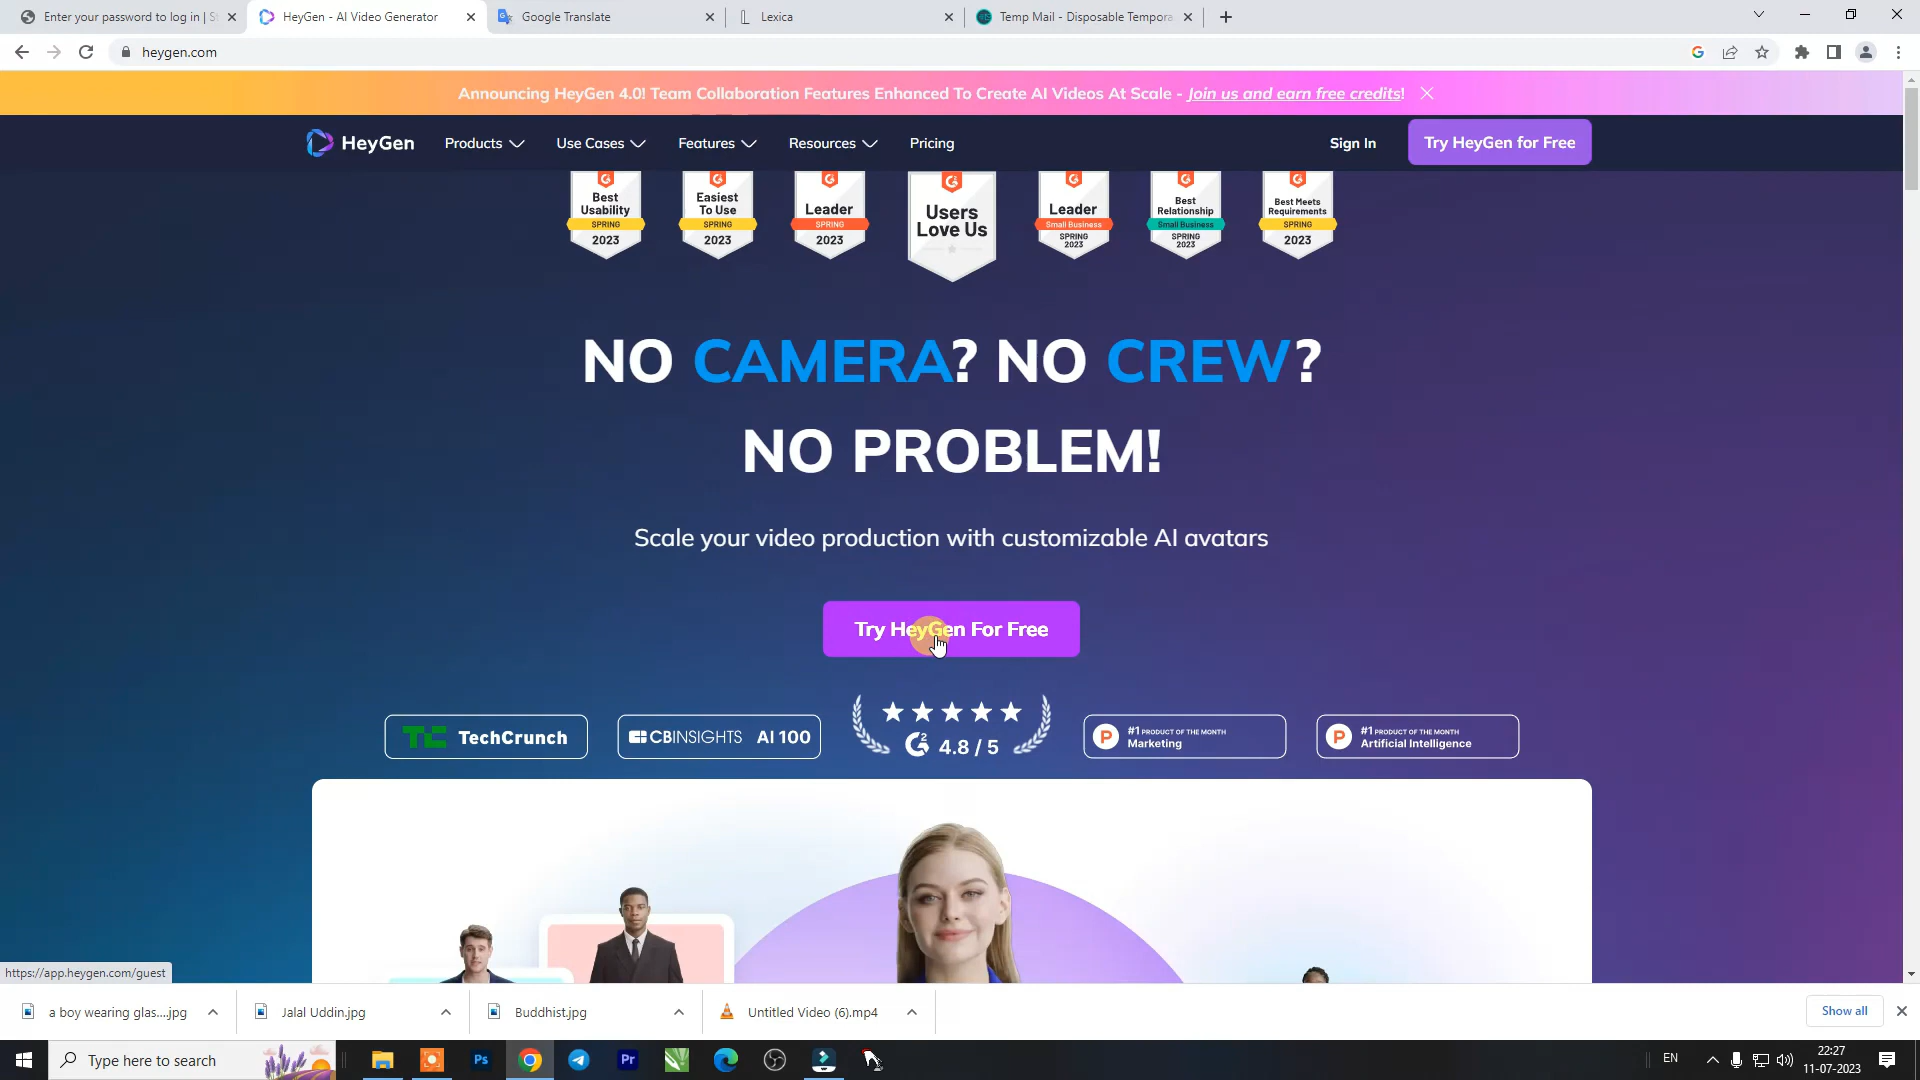 Enter your password to log in | S
HeyGen - AI Video Generator
Google Translate
Lexica
Temp Mail - Disposable Tempora
heygen.com
Announcing HeyGen 4.0! Team Collaboration Features Enhanced To Create AI Videos At Scale - Join us and earn free credits!
HeyGen
Products
Use Cases
Features
Resources
Pricing
Sign In
Try HeyGen for Free
Best
Usability
SPRING
2023
Easiest
To Use
SPRING
2023
Leader
SPRING
2023
Users
Love Us
Leader
Small Business
SPRING
2023
Best
Relationship
Small Business
SPRING
2023
Best Meets
Requirements
SPRING
2023
NO CAMERA? NO CREW?
NO PROBLEM!
Scale your video production with customizable AI avatars
Try HeyGen For Free
TC TechCrunch
CBINSIGHTS AI 100
4.8 / 5
P #1 PRODUCT OF THE MONTH
Marketing
P #1 PRODUCT OF THE MONTH
Artificial Intelligence
https://app.heygen.com/guest
a boy wearing glas....jpg
Jalal Uddin.jpg
Buddhist.jpg
Untitled Video (6).mp4
Show all
Type here to search
Ps
Pr
EN
22:27
11-07-2023